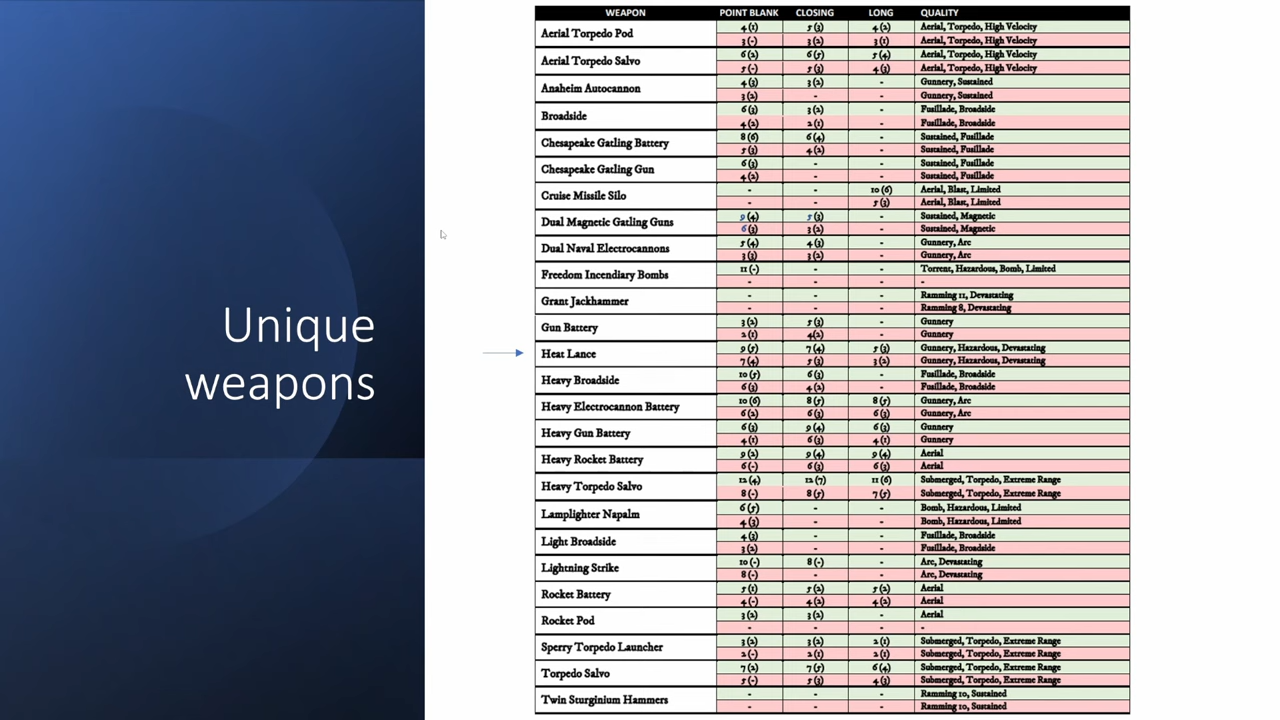 Unique
weapons
WEAPON POINT BLANK CLOSING LONG QUALITY
Aerial Torpedo Pod 4 (1) 5 (3) 4 (2) Aerial, Torpedo, High Velocity
3 (-) 3 (2) 3 (1) Aerial, Torpedo, High Velocity
Aerial Torpedo Salvo 6 (2) 6 (5) 5 (4) Aerial, Torpedo, High Velocity
5 (-) 5 (3) 4 (3) Aerial, Torpedo, High Velocity
Anaheim Autocannon 4 (3) 3 (2) - Gunnery, Sustained
3 (2) - - Gunnery, Sustained
Broadside 6 (3) 3 (2) - Fusillade, Broadside
4 (2) 2 (1) - Fusillade, Broadside
Chesapeake Gatling Battery 8 (6) 6 (4) - Sustained, Fusillade
5 (3) 4 (2) - Sustained, Fusillade
Chesapeake Gatling Gun 6 (3) - - Sustained, Fusillade
4 (2) - - Sustained, Fusillade
Cruise Missile Silo - - 10 (6) Aerial, Blast, Limited
- - 5 (3) Aerial, Blast, Limited
Dual Magnetic Gatling Guns 9 (4) 5 (3) - Sustained, Magnetic
6 (3) 3 (2) - Sustained, Magnetic
Dual Naval Electrocannons 5 (4) 4 (3) - Gunnery, Arc
3 (3) 3 (2) - Gunnery, Arc
Freedom Incendiary Bombs 11 (-) - - Torrent, Hazardous, Bomb, Limited
- - - -
Grant Jackhammer - - - Ramming 11, Devastating
- - - Ramming 8, Devastating
Gun Battery 3 (2) 5 (3) - Gunnery
2 (1) 4(2) - Gunnery
Heat Lance 9 (5) 7 (4) 5 (3) Gunnery, Hazardous, Devastating
7 (4) 5 (3) 3 (2) Gunnery, Hazardous, Devastating
Heavy Broadside 10 (5) 6 (3) - Fusillade, Broadside
6 (3) 4 (2) - Fusillade, Broadside
Heavy Electrocannon Battery 10 (6) 8 (5) 8 (5) Gunnery, Arc
6 (2) 6 (3) 6 (3) Gunnery, Arc
Heavy Gun Battery 6 (3) 9 (4) 6 (3) Gunnery
4 (1) 6 (3) 4 (1) Gunnery
Heavy Rocket Battery 9 (2) 9 (4) 9 (4) Aerial
6 (-) 6 (3) 6 (3) Aerial
Heavy Torpedo Salvo 12 (4) 12 (7) 11 (6) Submerged, Torpedo, Extreme Range
8 (-) 8 (5) 7 (5) Submerged, Torpedo, Extreme Range
Lamplighter Napalm 6 (5) - - Bomb, Hazardous, Limited
4 (3) - - Bomb, Hazardous, Limited
Light Broadside 4 (3) - - Fusillade, Broadside
3 (2) - - Fusillade, Broadside
Lightning Strike 10 (-) 8 (-) - Arc, Devastating
8 (-) - - Arc, Devastating
Rocket Battery 5 (1) 5 (2) 5 (2) Aerial
4 (-) 4 (2) 4 (2) Aerial
Rocket Pod 3 (2) 3 (2) - Aerial
- - - -
Sperry Torpedo Launcher 3 (2) 3 (2) 2 (1) Submerged, Torpedo, Extreme Range
2 (-) 2 (1) 2 (1) Submerged, Torpedo, Extreme Range
Torpedo Salvo 7 (2) 7 (5) 6 (4) Submerged, Torpedo, Extreme Range
5 (-) 5 (3) 4 (3) Submerged, Torpedo, Extreme Range
Twin Sturginium Hammers - - - Ramming 10, Sustained
- - - Ramming 10, Sustained